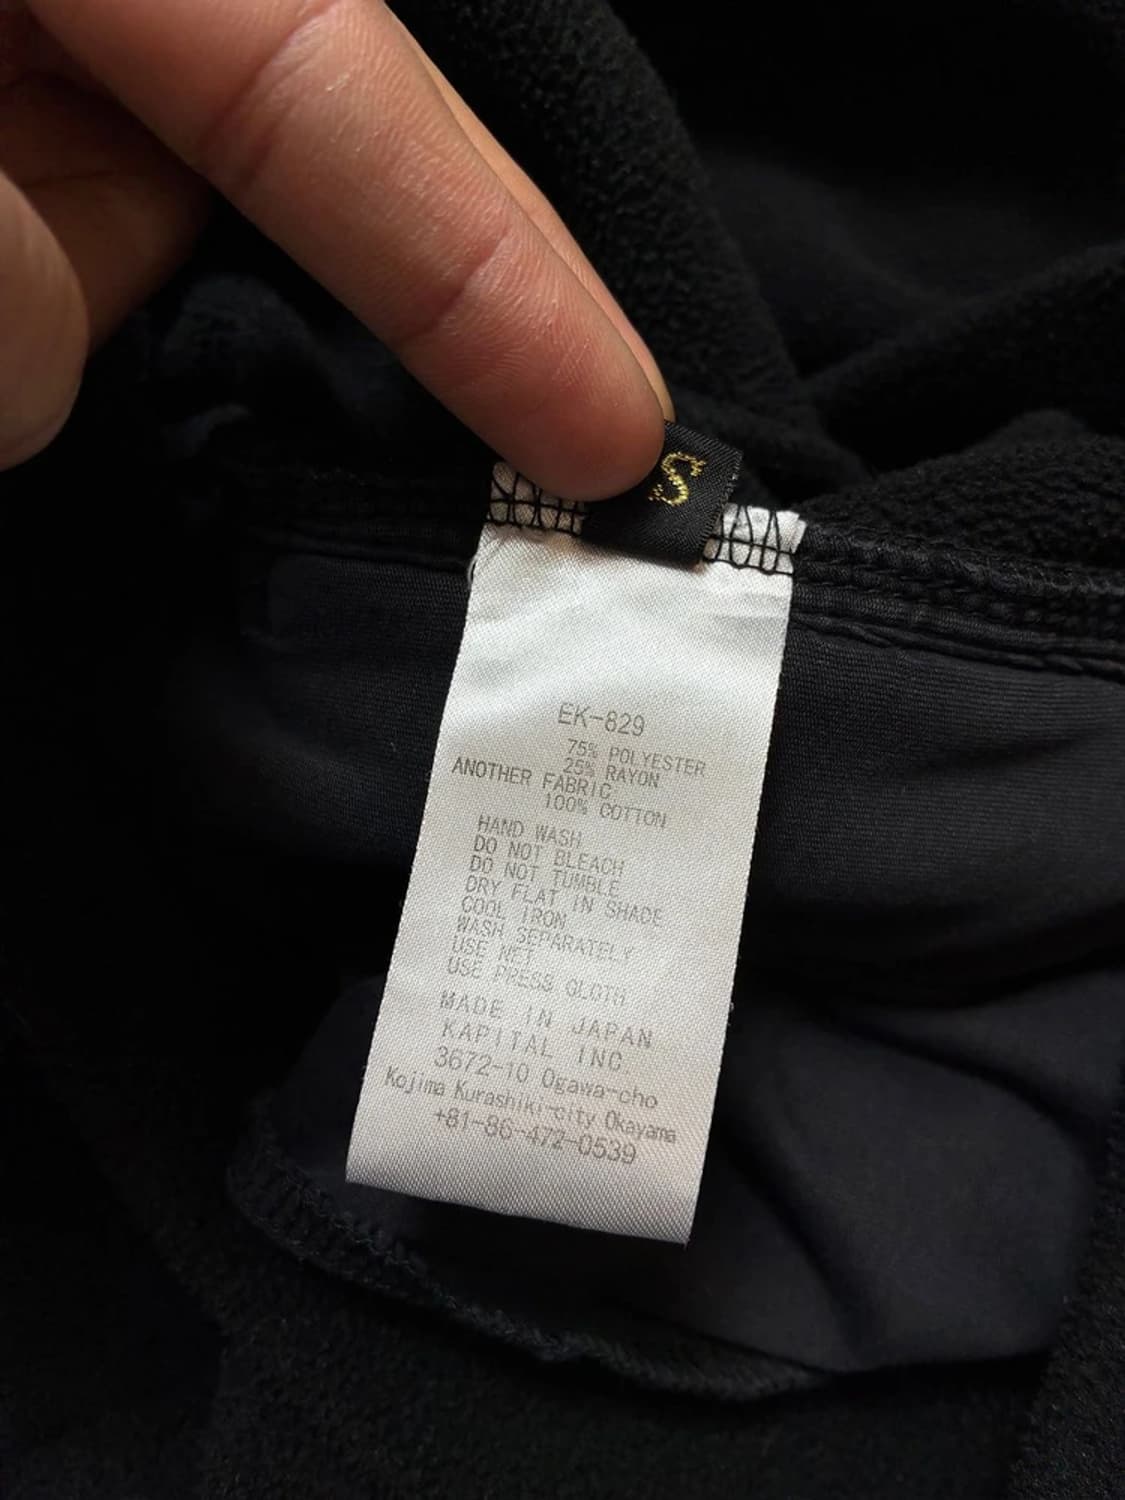 S
EK-829
75% POLYESTER
25% RAYON
ANOTHER FABRIC
100% COTTON
HAND WASH
DO NOT BLEACH
DO NOT TUMBLE
DRY FLAT IN SHADE
COOL IRON
WASH SEPARATELY
USE NET
USE PRESS CLOTH
MADE IN JAPAN
KAPITAL INC
3672-10 Ogawa-cho
Kojima Kurashiki-city Okayama
+81-86-472-0539